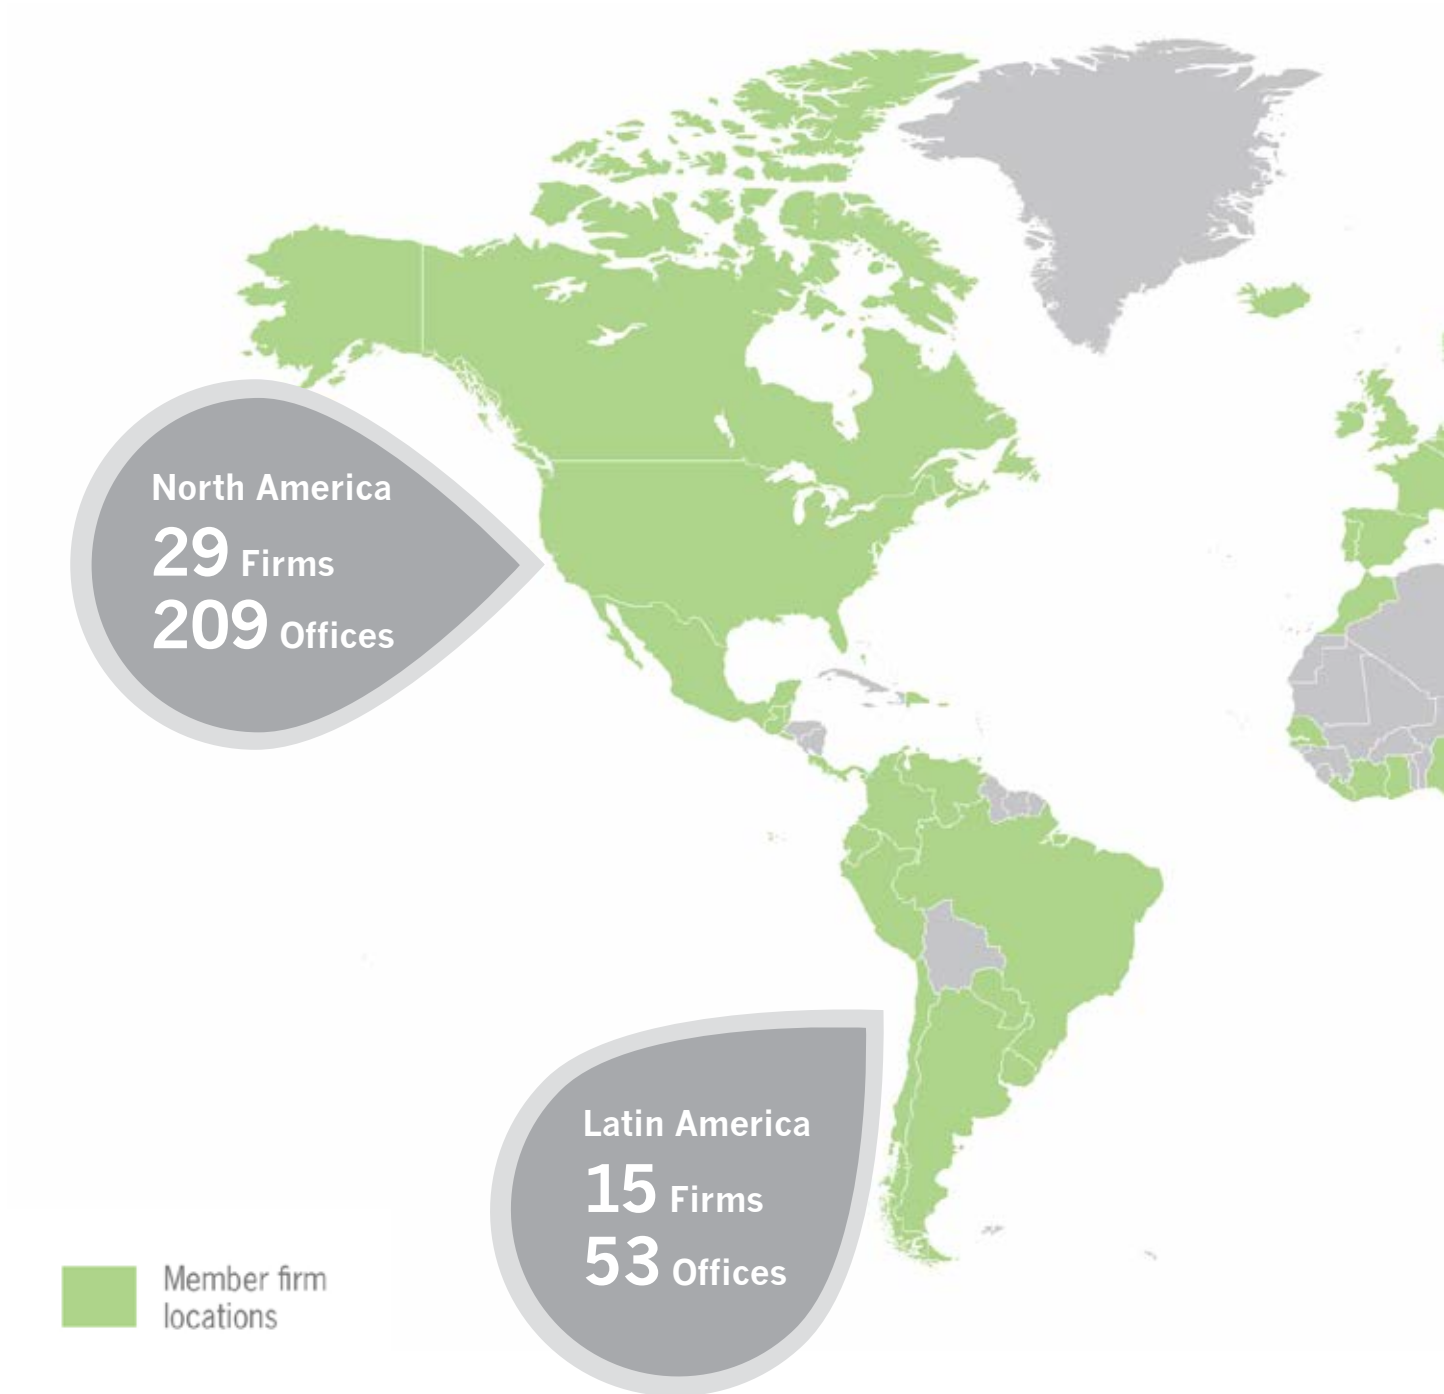 North America
29 Firms
209 Offices
Latin America
15 Firms
53 Offices
Member firm
locations